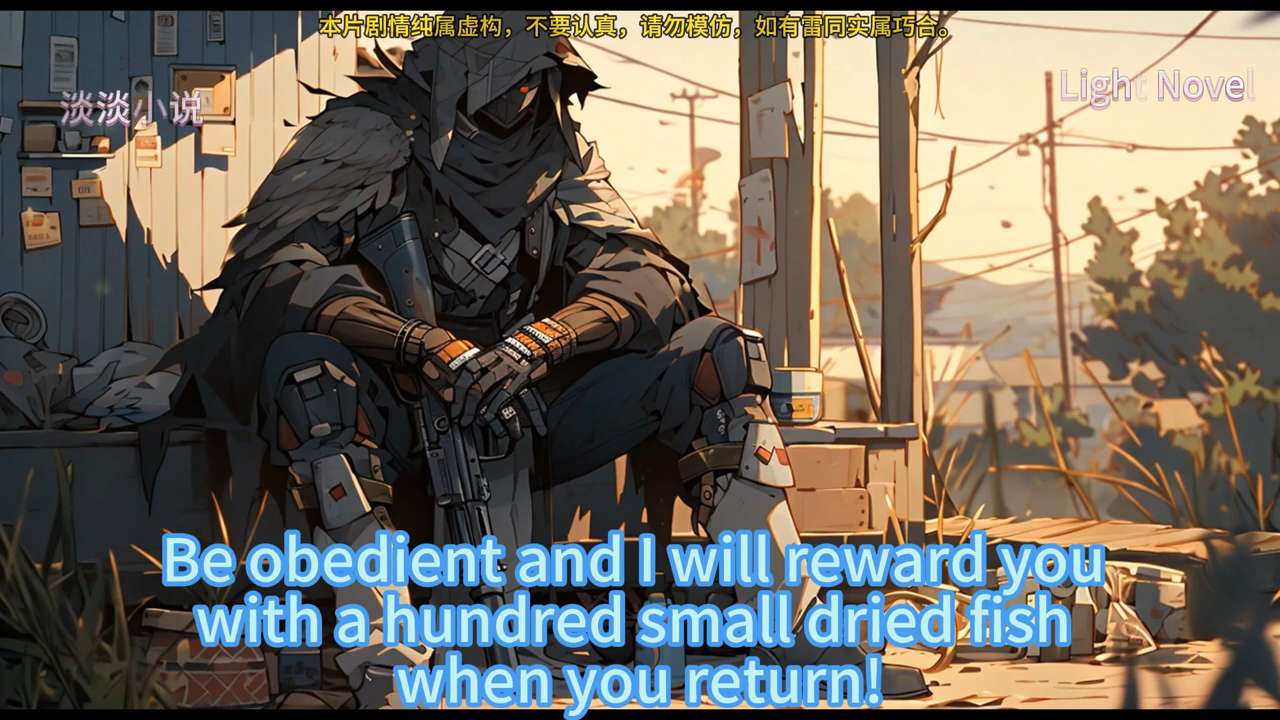 本片剧情纯属虚构，不要认真，请勿模仿，如有雷同实属巧合。
淡淡小说
Light Novel
Be obedient and I will reward you
with a hundred small dried fish
when you return!